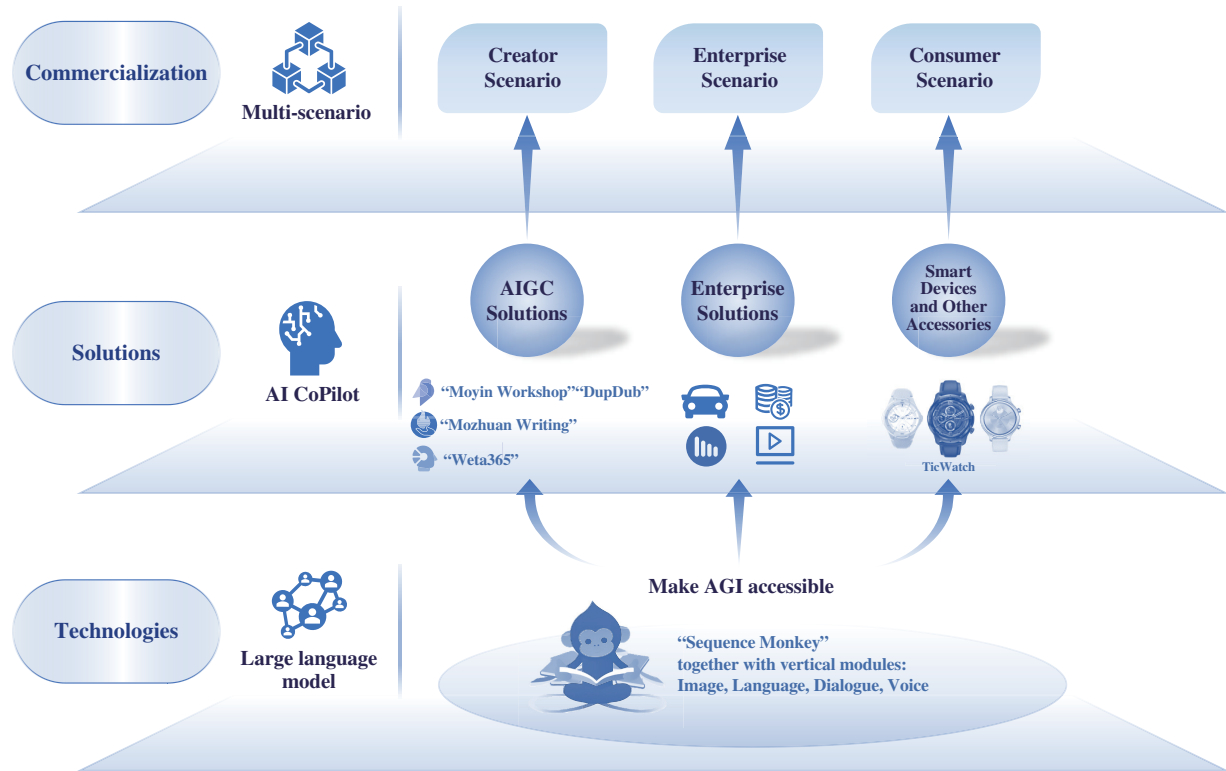 Commercialization
Multi-scenario
Creator
Scenario
Enterprise
Scenario
Consumer
Scenario
Solutions
AI CoPilot
AIGC
Solutions
Enterprise
Solutions
Smart
Devices
and Other
Accessories
“Moyin Workshop”“DupDub”
“Mozhuan Writing”
“Weta365”
$
TicWatch
Technologies
Large language
model
Make AGI accessible
“Sequence Monkey”
together with vertical modules:
Image, Language, Dialogue, Voice